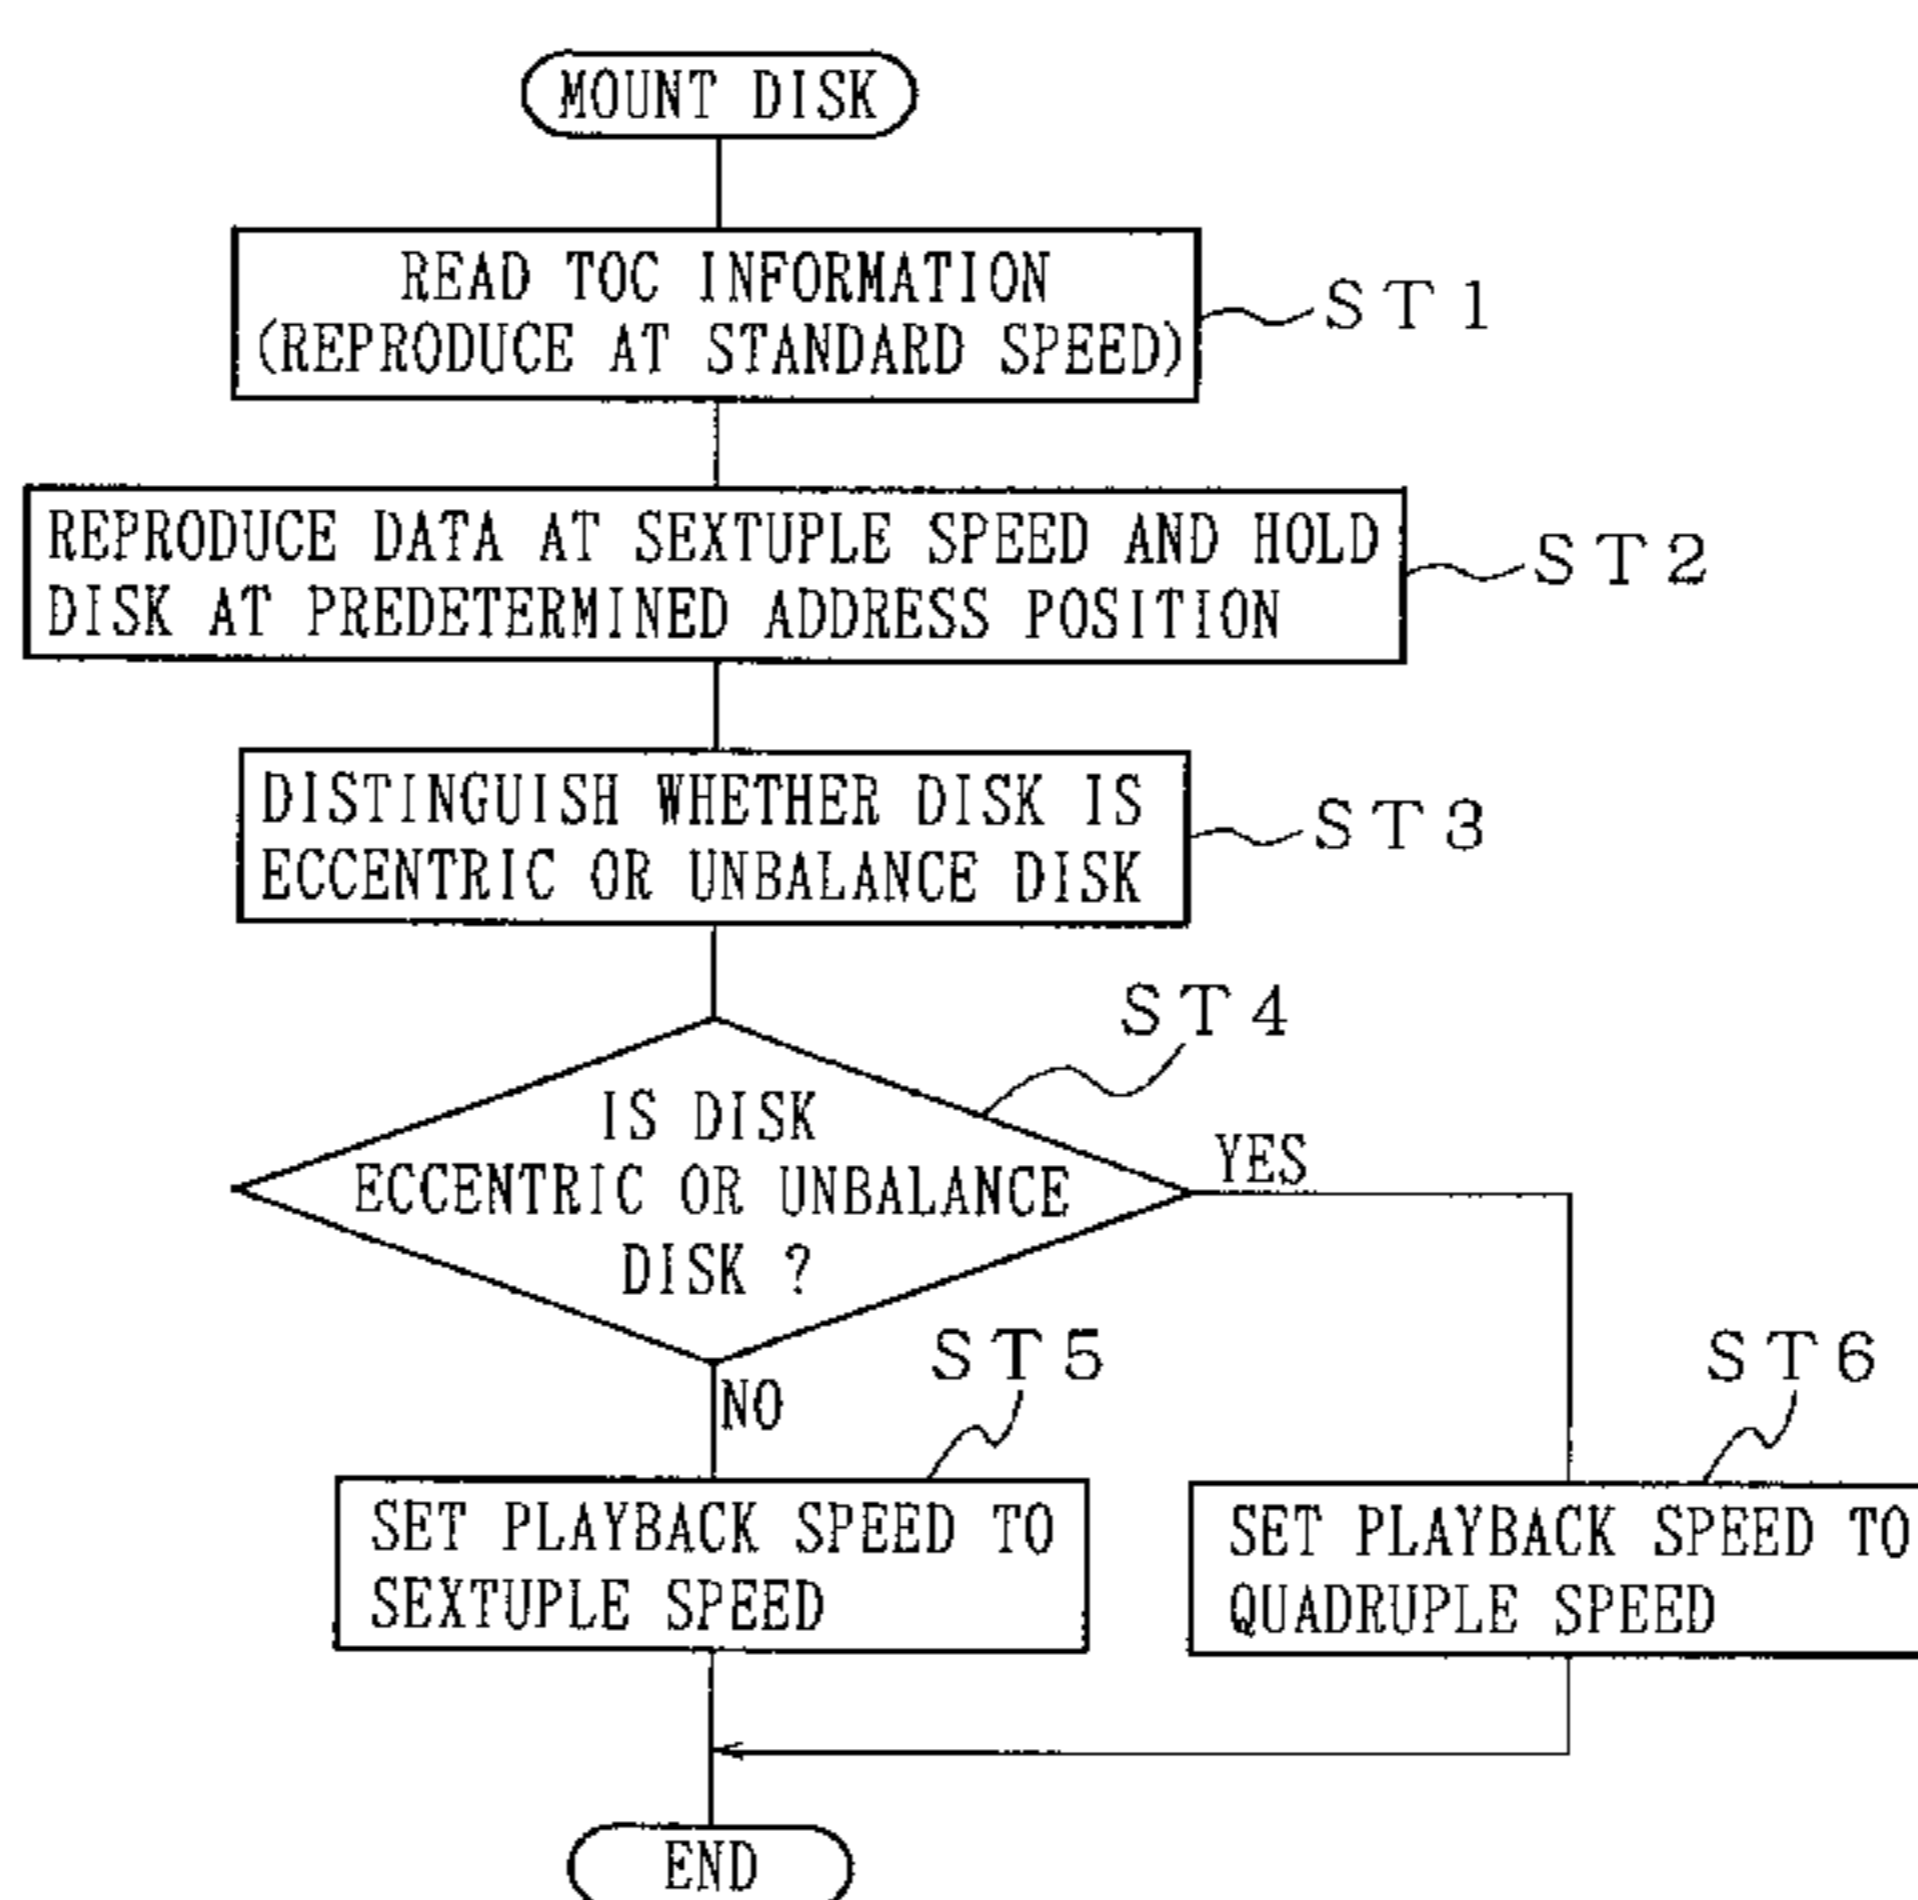 MOUNT DISK
READ TOC INFORMATION
(REPRODUCE AT STANDARD SPEED)
ST1
REPRODUCE DATA AT SEXTUPLE SPEED AND HOLD
DISK AT PREDETERMINED ADDRESS POSITION
ST2
DISTINGUISH WHETHER DISK IS
ECCENTRIC OR UNBALANCE DISK
ST3
ST4
IS DISK
ECCENTRIC OR UNBALANCE
DISK ?
YES
NO
ST5
SET PLAYBACK SPEED TO
SEXTUPLE SPEED
ST6
SET PLAYBACK SPEED TO
QUADRUPLE SPEED
END